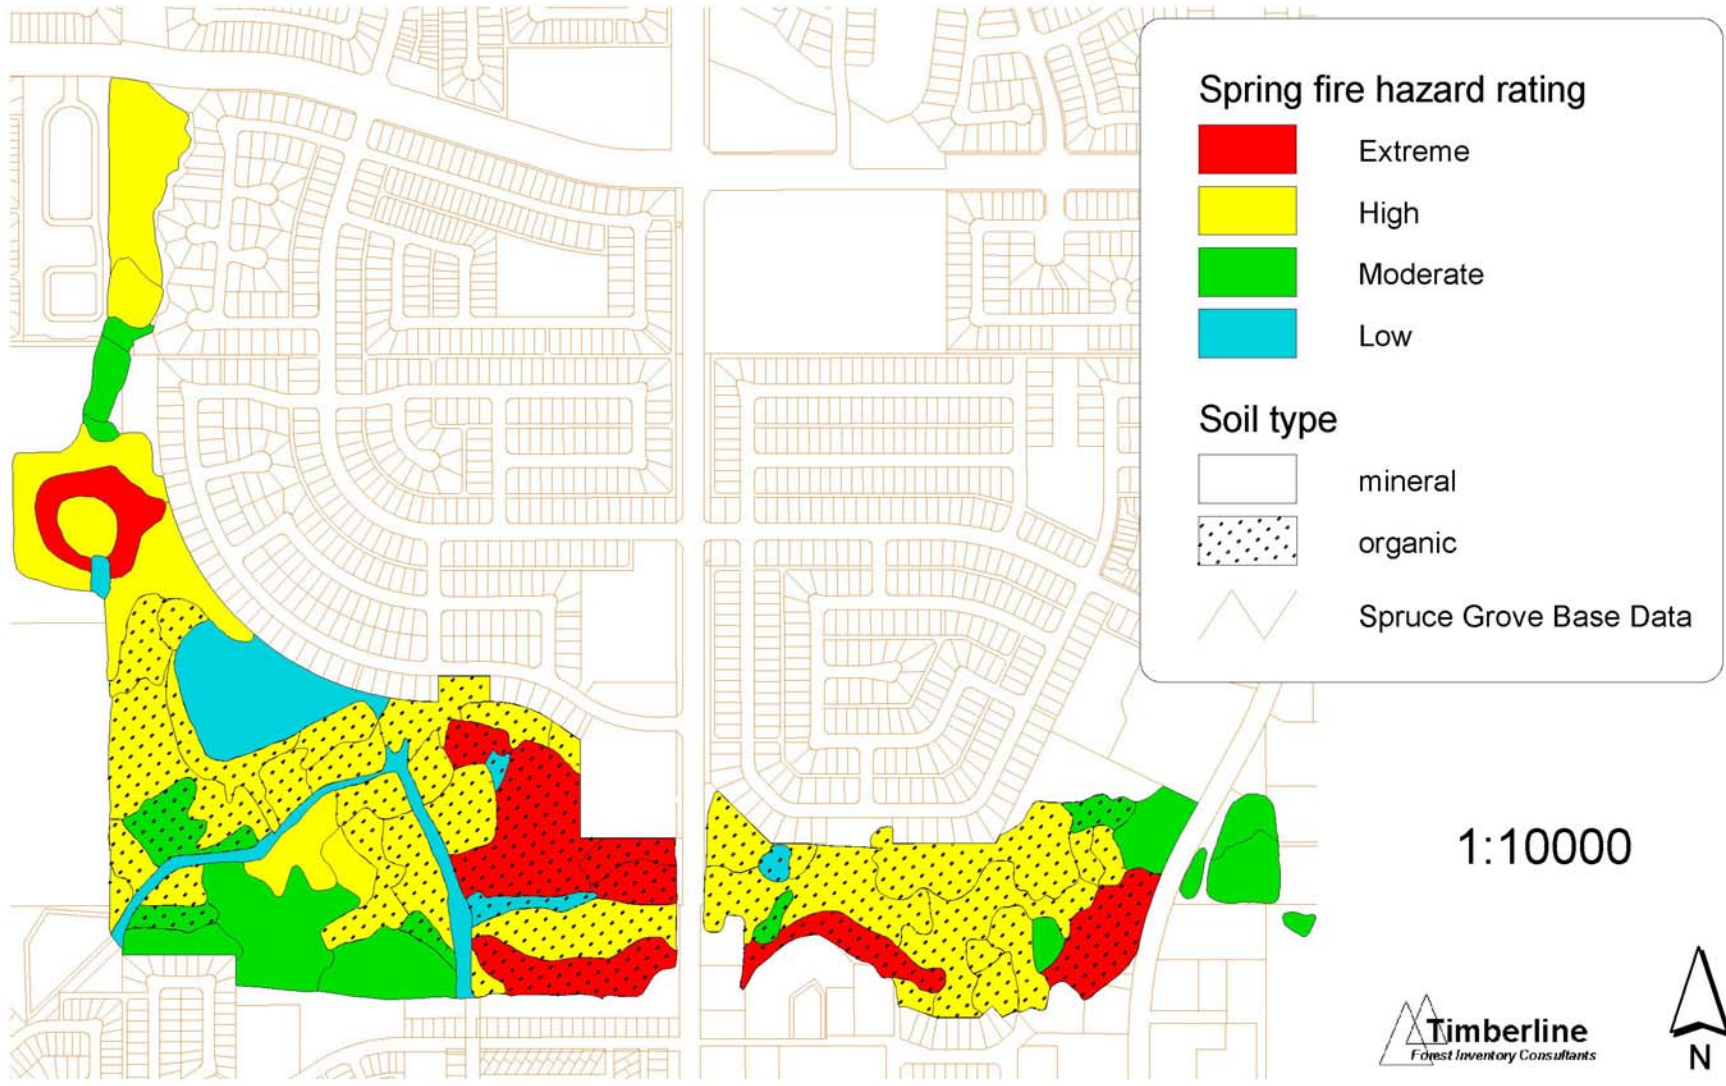 Spring fire hazard rating
Extreme
High
Moderate
Low
Soil type
mineral
organic
Spruce Grove Base Data
1:10000
Timberline
Forest Inventory Consultants
N